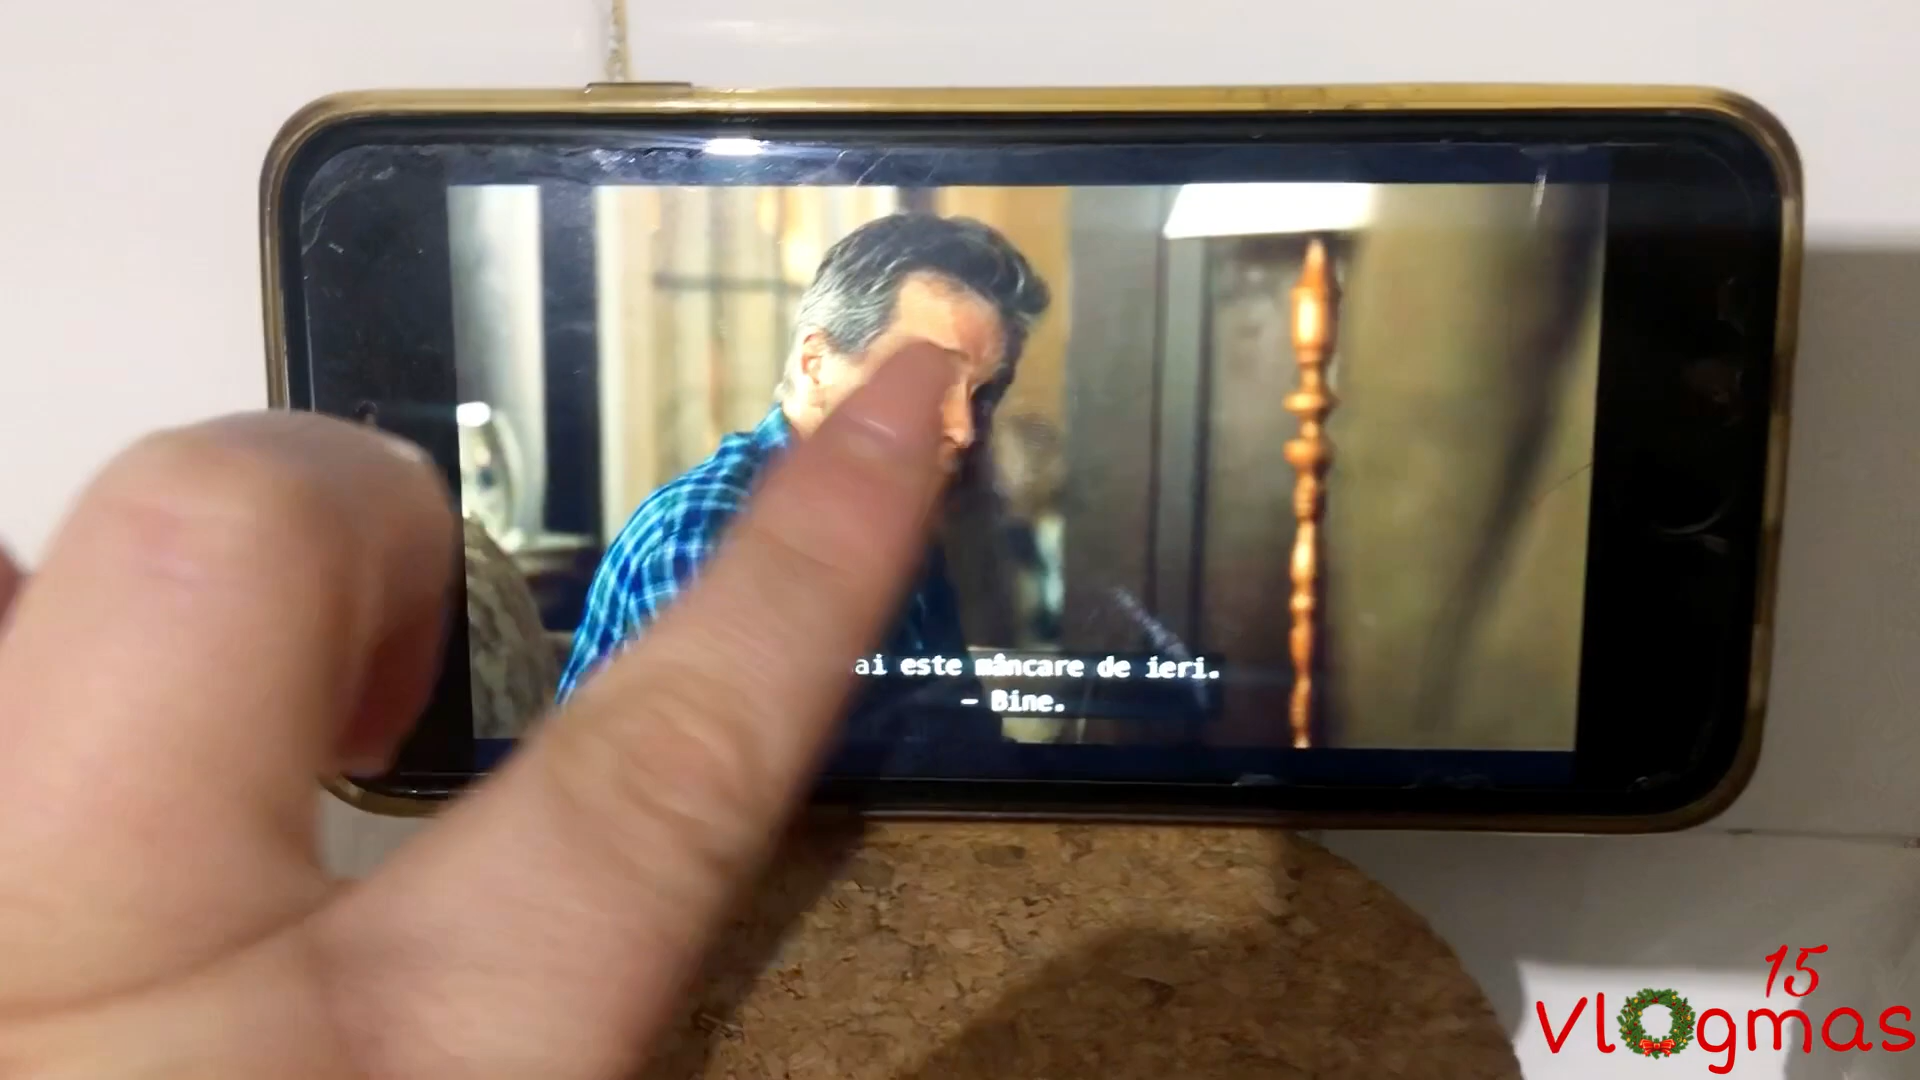 ai este mâncare de ieri.
– Bine.
15
vlogmas